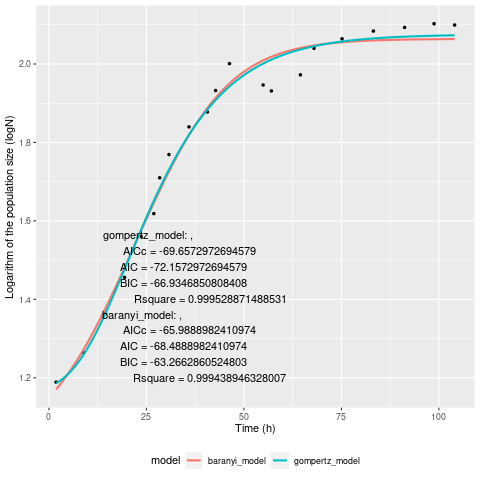 Logarithm of the population size (logN)
2.0
1.8
1.6
1.4
1.2
gompertz_model: ,
AICc = -69.6572972694579
AIC = -72.1572972694579
BIC = -66.9346850808408
Rsquare = 0.999528871488531
baranyi_model: ,
AICc = -65.9888982410974
AIC = -68.4888982410974
BIC = -63.2662860524803
Rsquare = 0.999438946328007
0 25 50 75 100
Time (h)
model baranyi_model gompertz_model